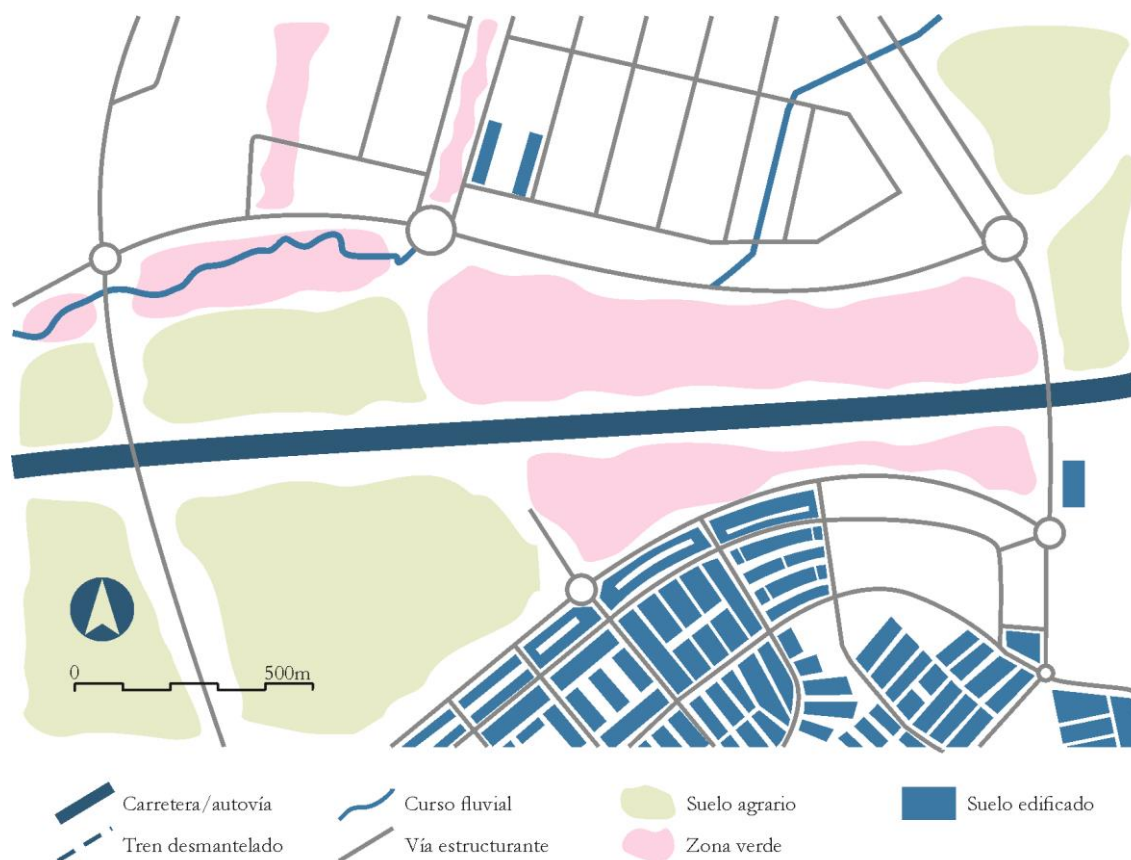 0
500m
Carretera/autovía
Curso fluvial
Suelo agrario
Suelo edificado
Tren desmantelado
Vía estructurante
Zona verde